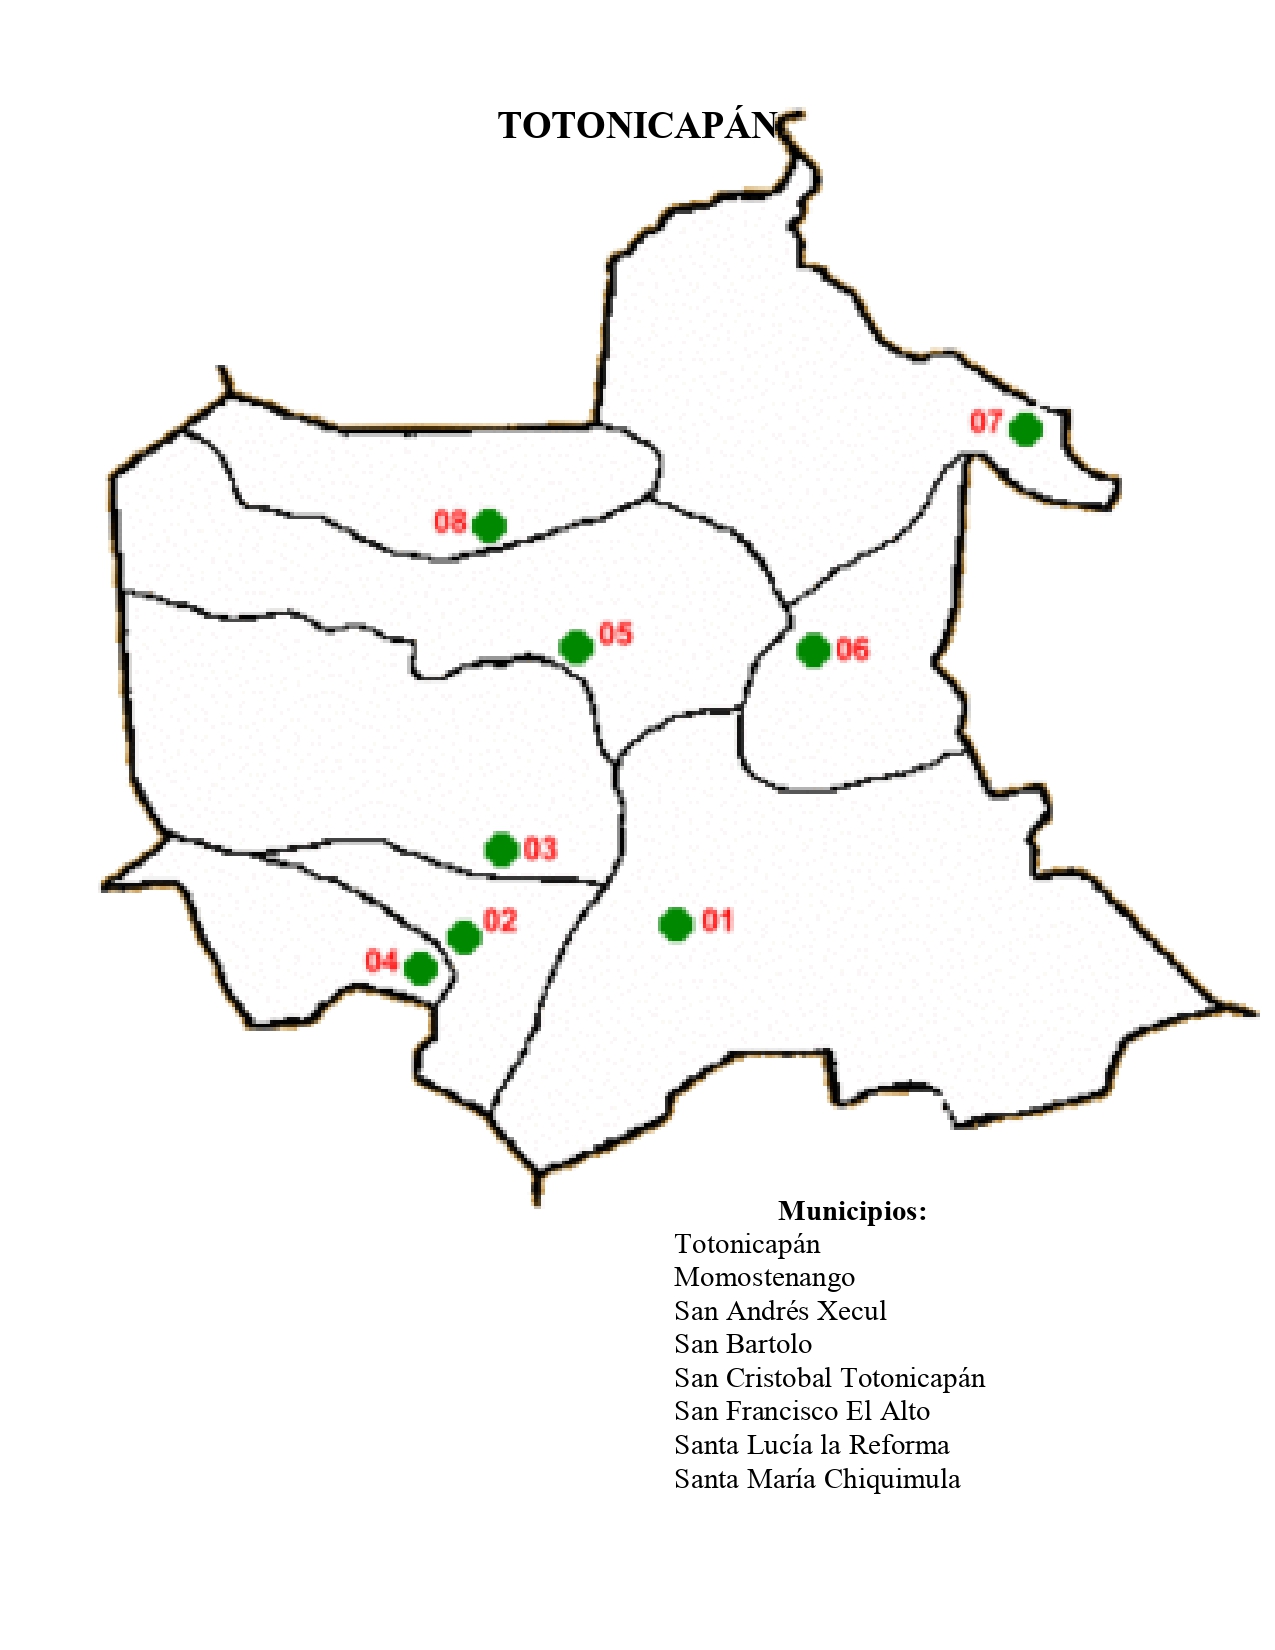 TOTONICAPÁN
07
08
05
06
03
02
01
04
Municipios:
Totonicapán
Momostenango
San Andrés Xecul
San Bartolo
San Cristobal Totonicapán
San Francisco El Alto
Santa Lucía la Reforma
Santa María Chiquimula